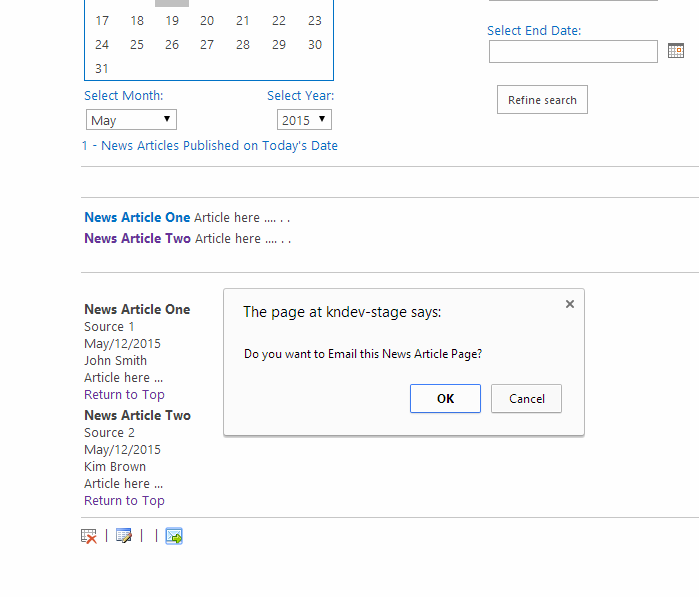 17 18 19 20 21 22 23
24 25 26 27 28 29 30
31
Select End Date:
Select Month: Select Year:
May 2015
Refine search
1 - News Articles Published on Today's Date
News Article One Article here .... . .
News Article Two Article here .... . .
News Article One
Source 1
May/12/2015
John Smith
Article here ...
Return to Top
News Article Two
Source 2
May/12/2015
Kim Brown
Article here ...
Return to Top
The page at kndev-stage says:
Do you want to Email this News Article Page?
OK Cancel
| | |